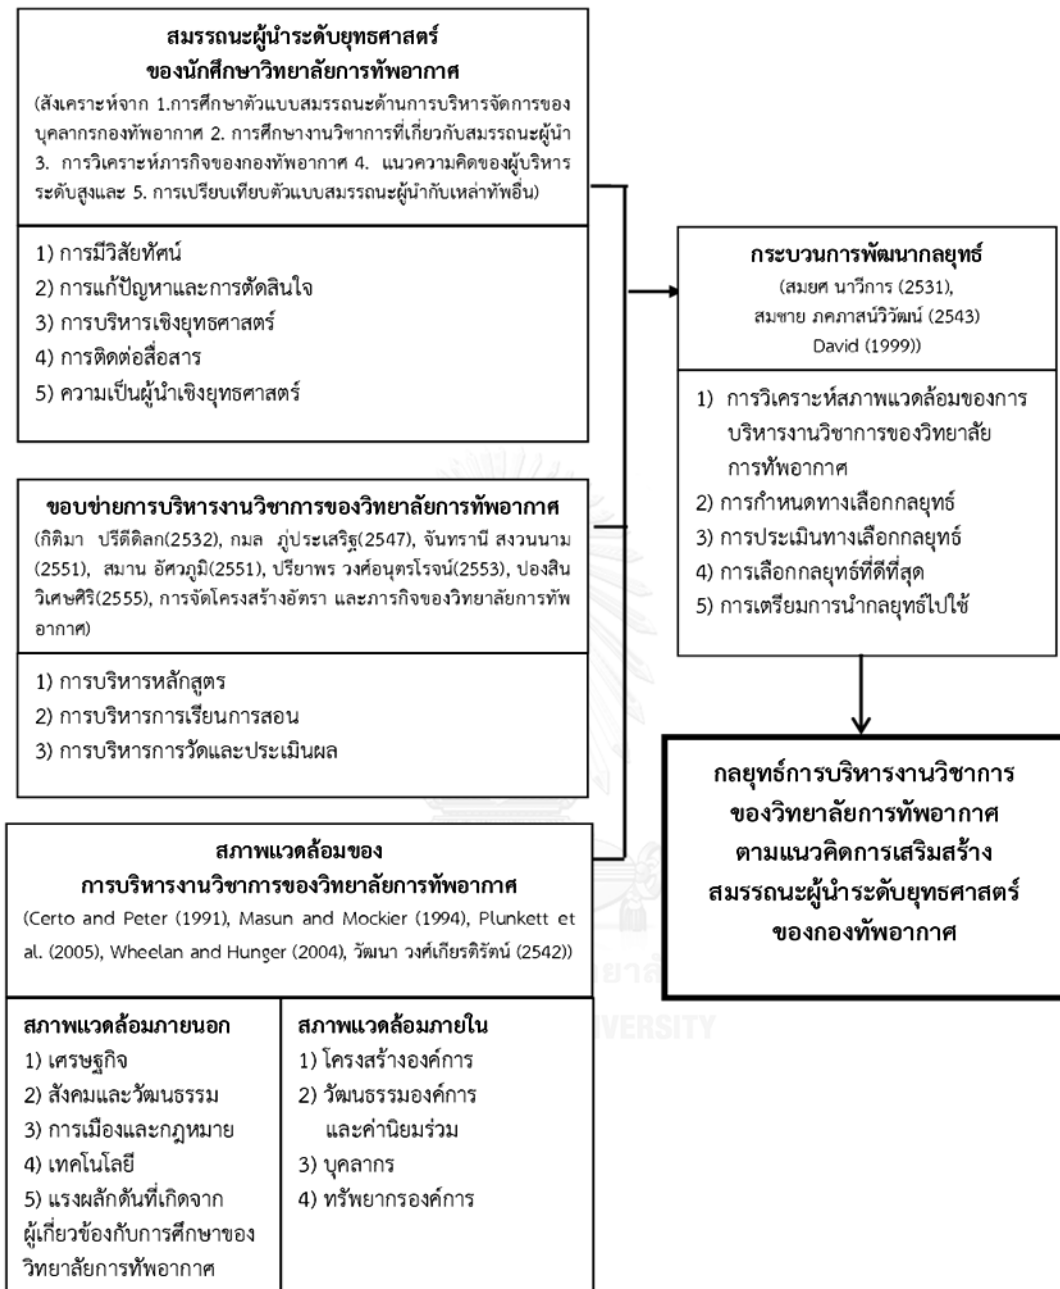 สมรรถนะผู้นำระดับยุทธศาสตร์
ของนักศึกษาวิทยาลัยการทัพอากาศ
(สังเคราะห์จาก 1.การศึกษาตัวแบบสมรรถนะด้านการบริหารจัดการของ
บุคลากรกองทัพอากาศ 2. การศึกษางานวิชาการที่เกี่ยวกับสมรรถนะผู้นำ
3. การวิเคราะห์ภารกิจของกองทัพอากาศ 4. แนวความคิดของผู้บริหาร
ระดับสูงและ 5. การเปรียบเทียบตัวแบบสมรรถนะผู้นำกับเหล่าทัพอื่น)
1) การมีวิสัยทัศน์
2) การแก้ปัญหาและการตัดสินใจ
3) การบริหารเชิงยุทธศาสตร์
4) การติดต่อสื่อสาร
5) ความเป็นผู้นำเชิงยุทธศาสตร์
ขอบข่ายการบริหารงานวิชาการของวิทยาลัยการทัพอากาศ
(กิติมา ปรีดีดิลก(2532), กมล ภู่ประเสริฐ(2547), จันทรานี สงวนนาม
(2551), สมาน อัศวภูมิ(2551), ปรียาพร วงศ์อนุตรโรจน์(2553), ปองสิน
วิเศษศิริ(2555), การจัดโครงสร้างอัตรา และภารกิจของวิทยาลัยการทัพ
อากาศ)
1) การบริหารหลักสูตร
2) การบริหารการเรียนการสอน
3) การบริหารการวัดและประเมินผล
สภาพแวดล้อมของ
การบริหารงานวิชาการของวิทยาลัยการทัพอากาศ
(Certo and Peter (1991), Masun and Mockier (1994), Plunkett et
al. (2005), Wheelan and Hunger (2004), วัฒนา วงศ์เกียรติรัตน์ (2542))
สภาพแวดล้อมภายนอก
1) เศรษฐกิจ
2) สังคมและวัฒนธรรม
3) การเมืองและกฎหมาย
4) เทคโนโลยี
5) แรงผลักดันที่เกิดจาก
ผู้เกี่ยวข้องกับการศึกษาของ
วิทยาลัยการทัพอากาศ
สภาพแวดล้อมภายใน
1) โครงสร้างองค์การ
2) วัฒนธรรมองค์การ
และค่านิยมร่วม
3) บุคลากร
4) ทรัพยากรองค์การ
กระบวนการพัฒนากลยุทธ์
(สมยศ นาวีการ (2531),
สมชาย ภคภาสน์วิวัฒน์ (2543)
David (1999))
1) การวิเคราะห์สภาพแวดล้อมของการ
บริหารงานวิชาการของวิทยาลัย
การทัพอากาศ
2) การกำหนดทางเลือกกลยุทธ์
3) การประเมินทางเลือกกลยุทธ์
4) การเลือกกลยุทธ์ที่ดีที่สุด
5) การเตรียมการนำกลยุทธ์ไปใช้
กลยุทธ์การบริหารงานวิชาการ
ของวิทยาลัยการทัพอากาศ
ตามแนวคิดการเสริมสร้าง
สมรรถนะผู้นำระดับยุทธศาสตร์
ของกองทัพอากาศ